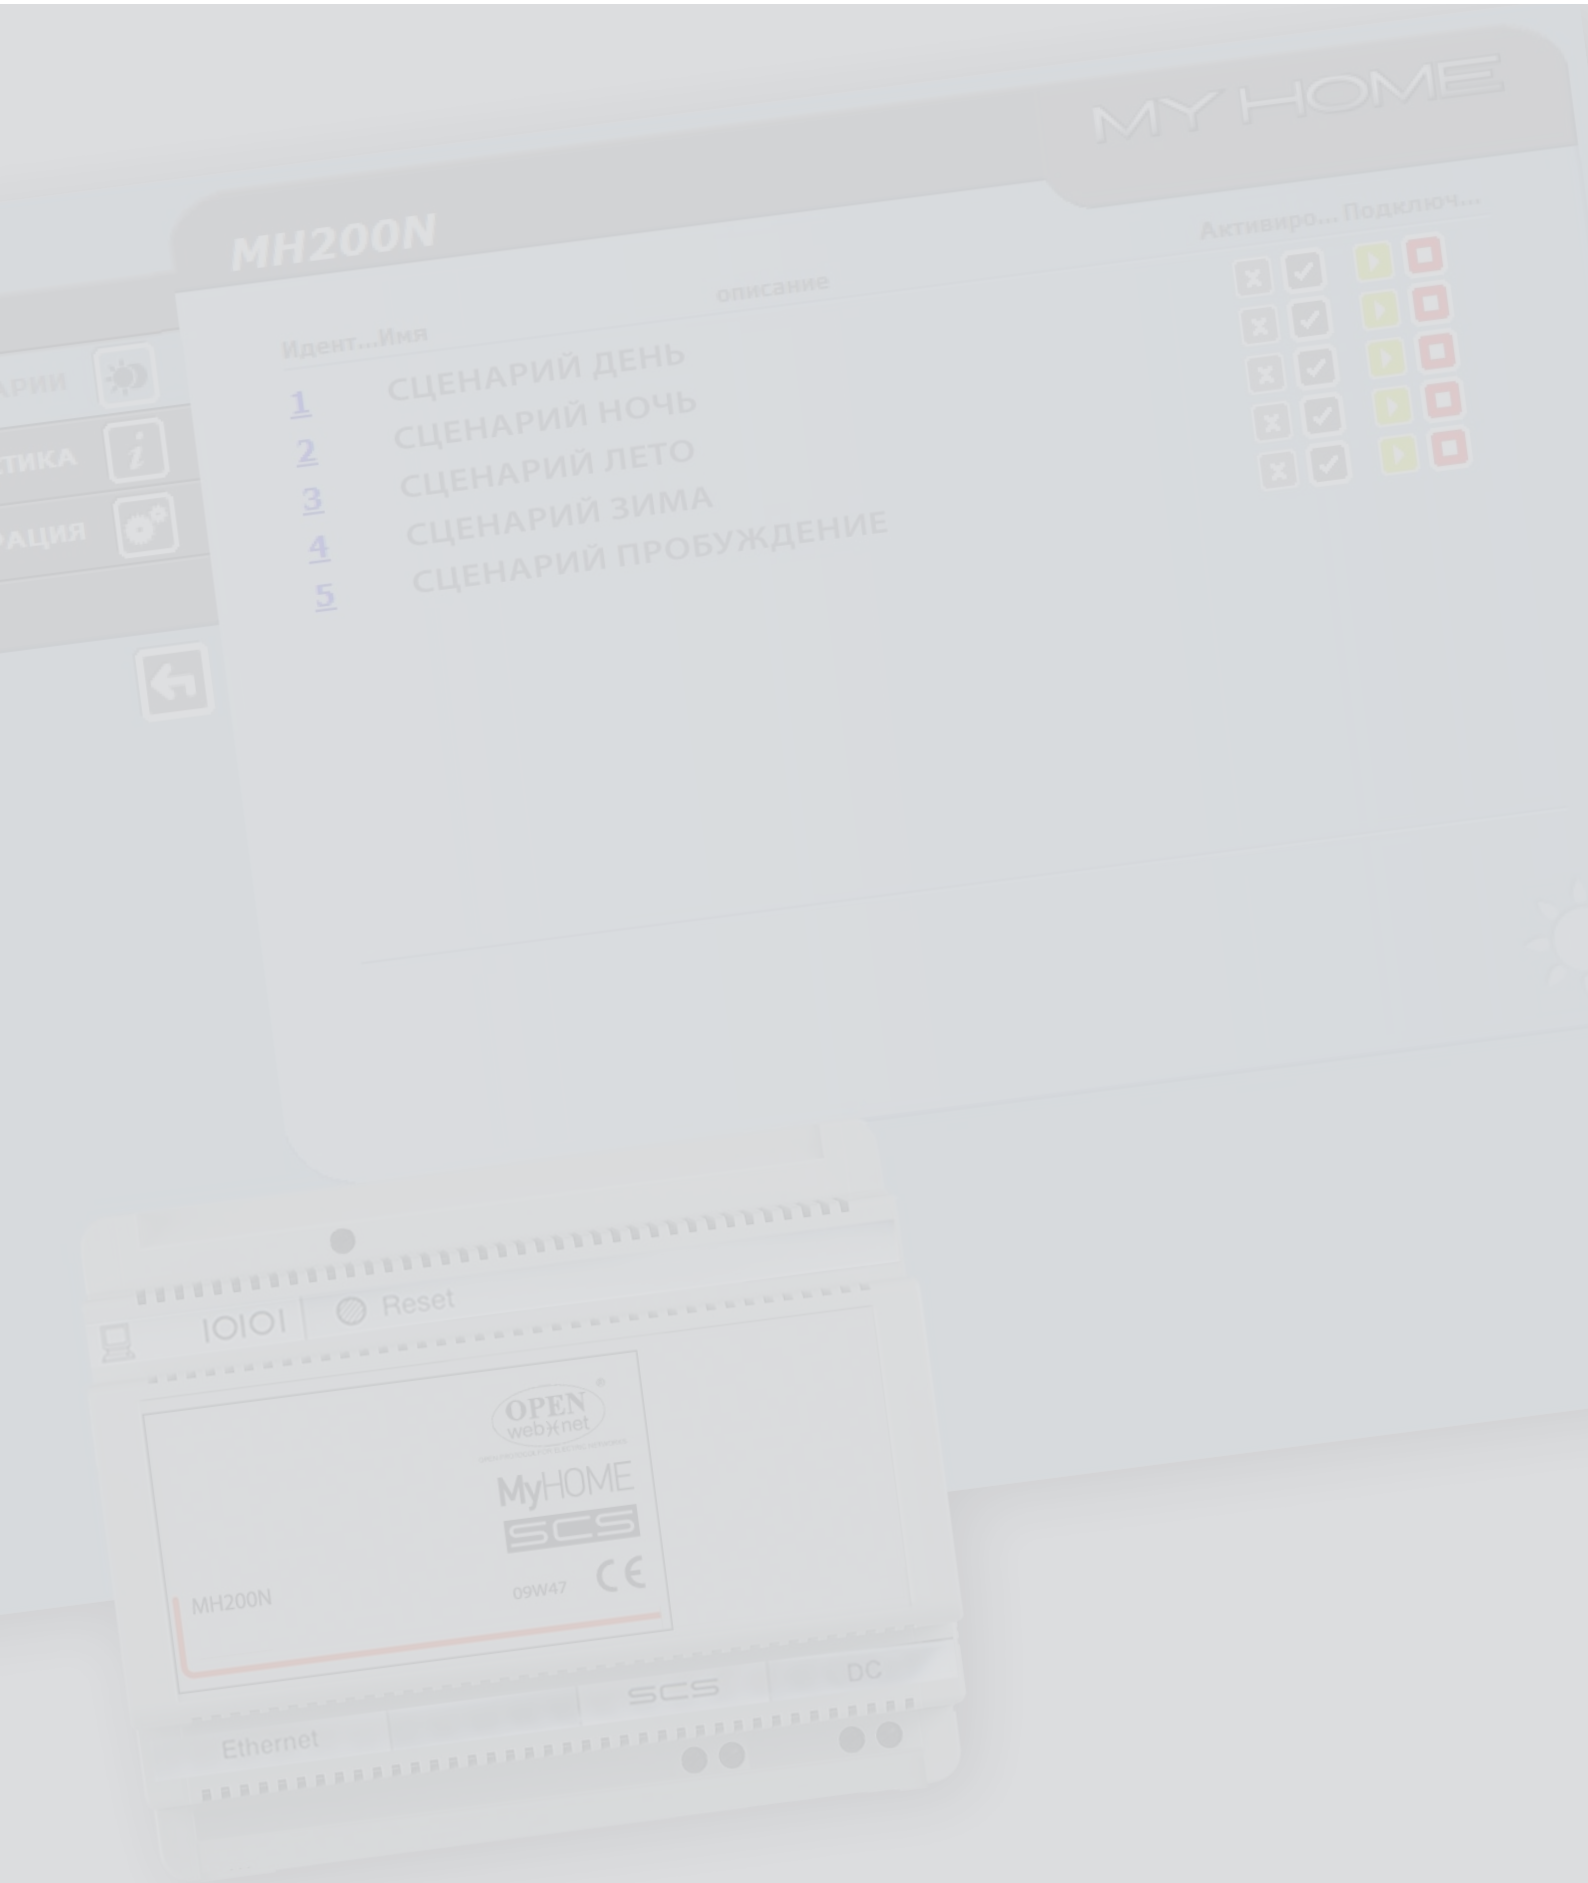 MY HOME
MH200N
Активиро... Подключ...
описание
Идент... Имя
1 СЦЕНАРИЙ ДЕНЬ
2 СЦЕНАРИЙ НОЧЬ
3 СЦЕНАРИЙ ЛЕТО
4 СЦЕНАРИЙ ЗИМА
5 СЦЕНАРИЙ ПРОБУЖДЕНИЕ
АРИИ
ТИКА
РАЦИЯ
IOIOI Reset
OPEN
web net
MyHOME
SCS
MH200N 09W47 CE
Ethernet SCS DC